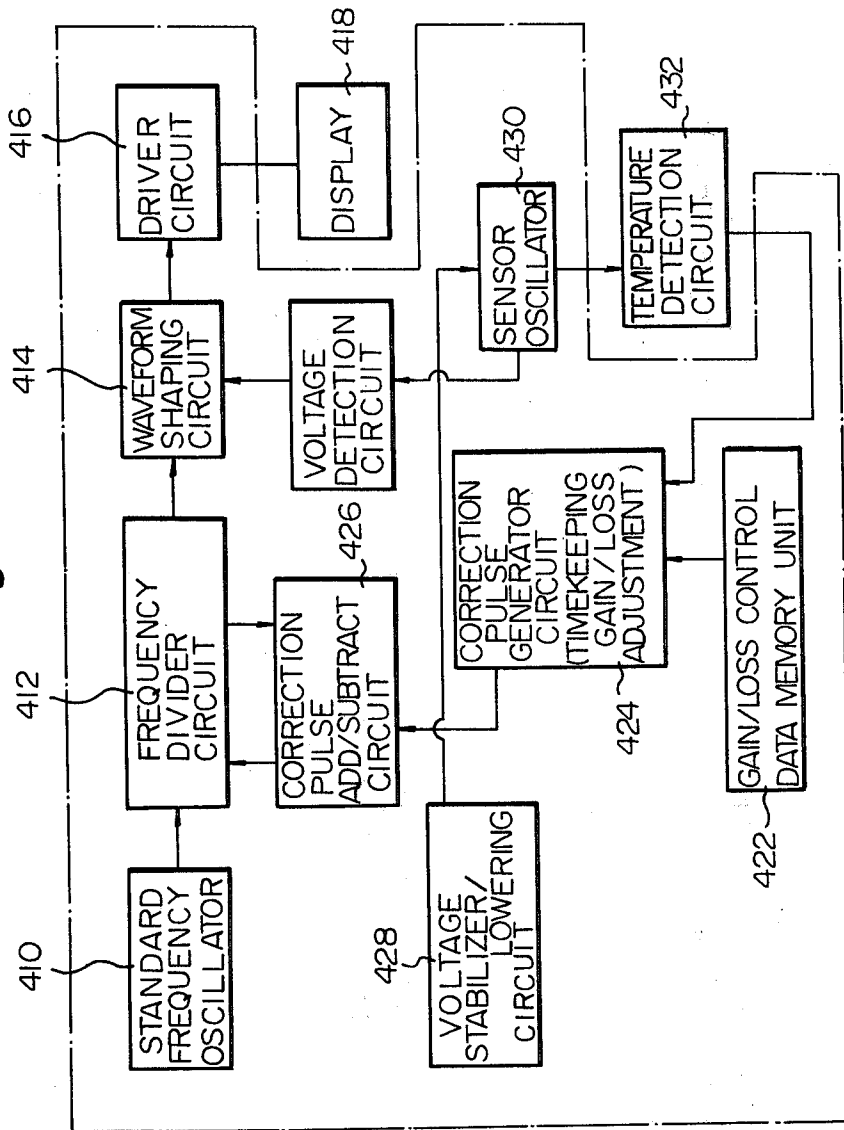 410
STANDARD
FREQUENCY
OSCILLATOR
412
FREQUENCY
DIVIDER
CIRCUIT
414
WAVEFORM
SHAPING
CIRCUIT
416
DRIVER
CIRCUIT
418
DISPLAY
426
CORRECTION
PULSE
ADD/SUBTRACT
CIRCUIT
VOLTAGE
DETECTION
CIRCUIT
430
SENSOR
OSCILLATOR
432
TEMPERATURE
DETECTION
CIRCUIT
428
VOLTAGE
STABILIZER/
LOWERING
CIRCUIT
CORRECTION
PULSE
GENERATOR
CIRCUIT
(TIMEKEEPING
GAIN/LOSS
ADJUSTMENT)
424
GAIN/LOSS CONTROL
DATA MEMORY UNIT
422